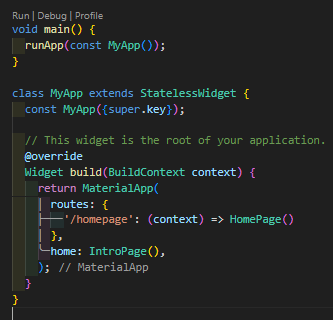 Run | Debug | Profile
void main() {
  runApp(const MyApp());
}

class MyApp extends StatelessWidget {
  const MyApp({super.key});

  // This widget is the root of your application.
  @override
  Widget build(BuildContext context) {
    return MaterialApp(
      routes: {
        '/homepage': (context) => HomePage()
      },
      home: IntroPage(),
    ); // MaterialApp
  }
}